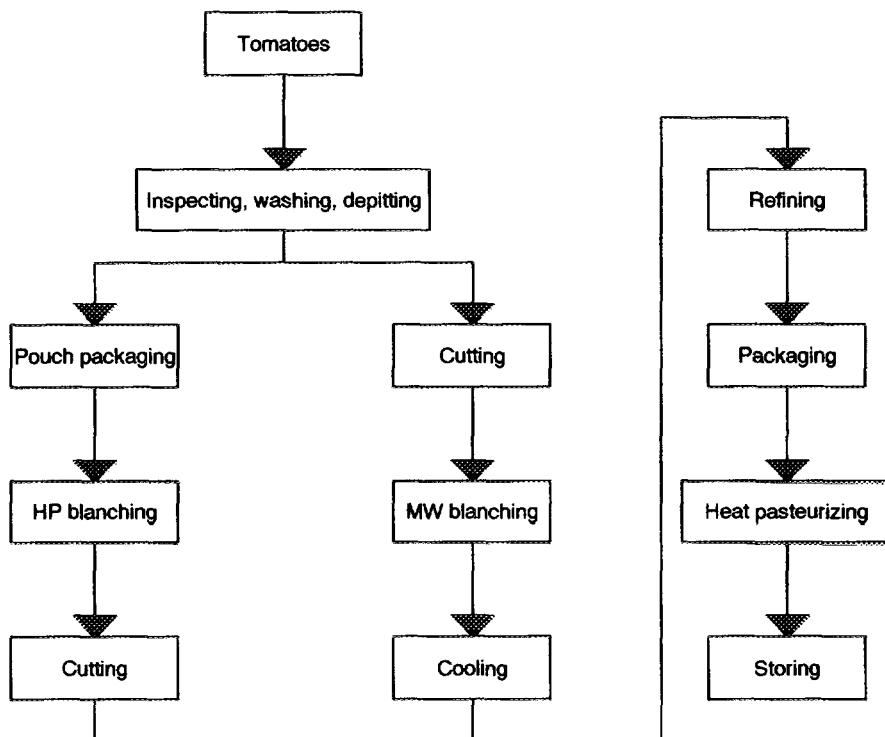 Tomatoes
Inspecting, washing, depitting
Pouch packaging
HP blanching
Cutting
Cutting
MW blanching
Cooling
Refining
Packaging
Heat pasteurizing
Storing